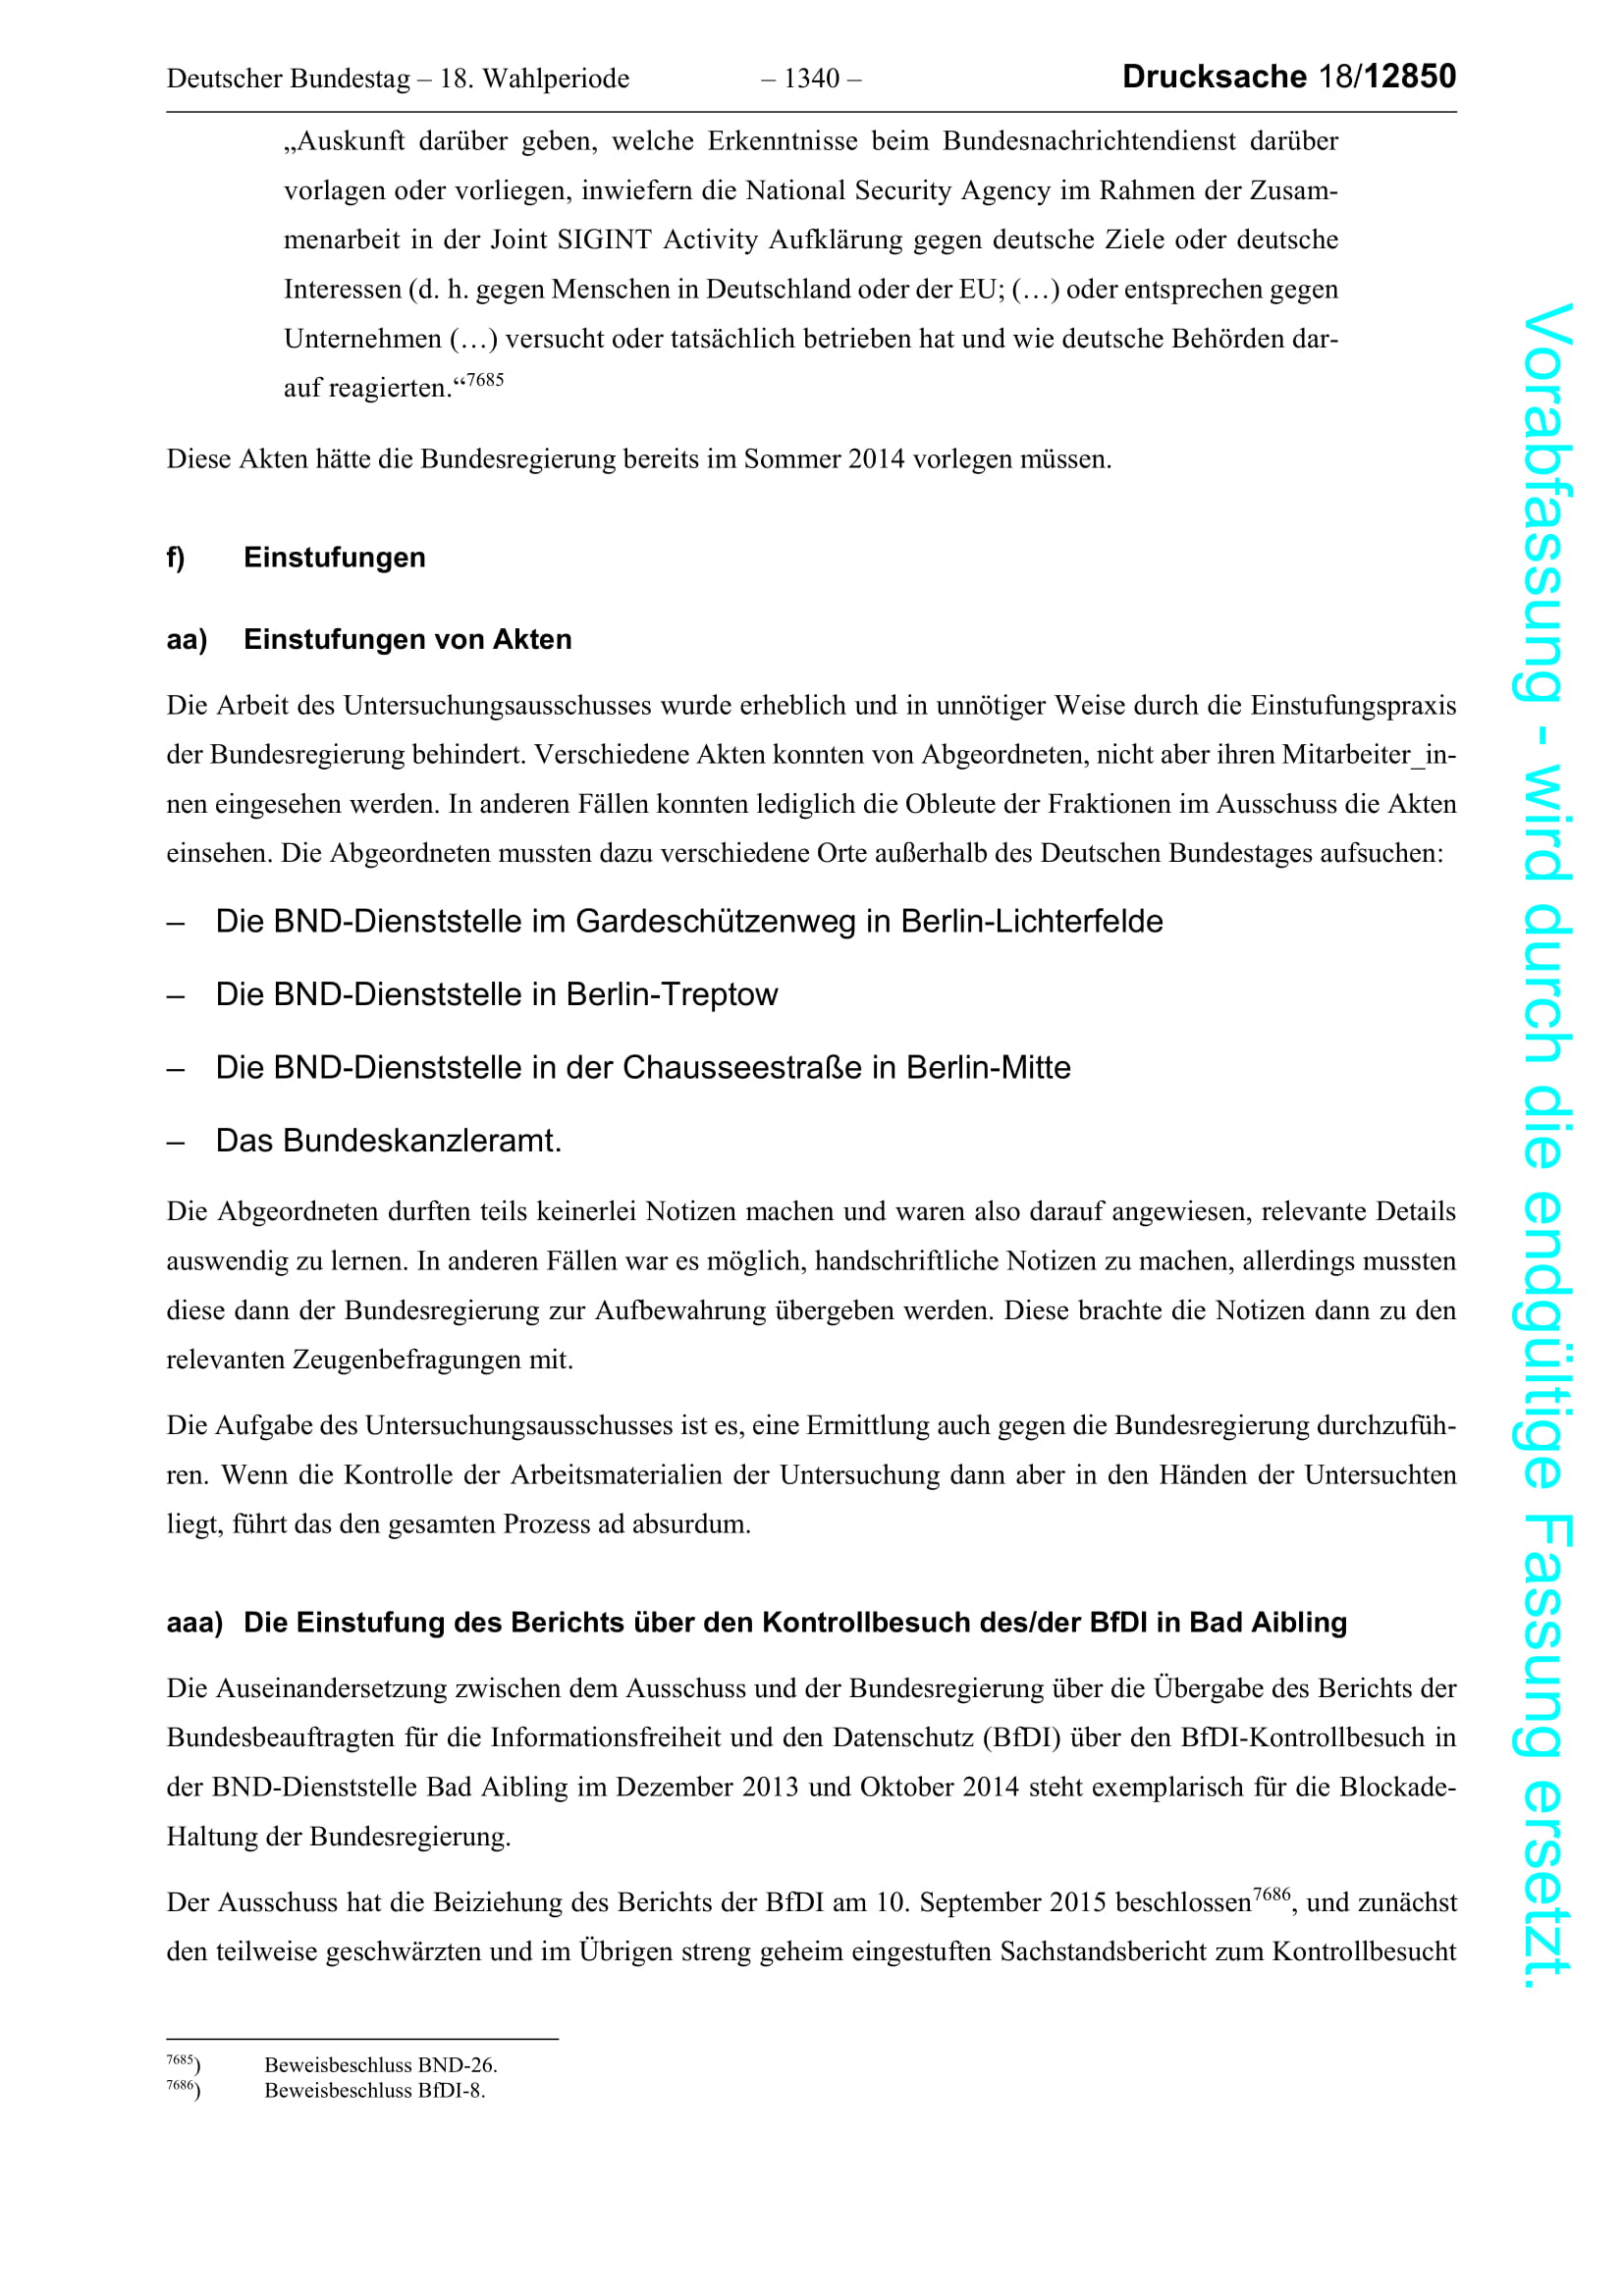 Deutscher Bundestag – 18. Wahlperiode – 1340 – Drucksache 18/12850
„Auskunft darüber geben, welche Erkenntnisse beim Bundesnachrichtendienst darüber
vorlagen oder vorliegen, inwiefern die National Security Agency im Rahmen der Zusam-
menarbeit in der Joint SIGINT Activity Aufklärung gegen deutsche Ziele oder deutsche
Interessen (d. h. gegen Menschen in Deutschland oder der EU; (…) oder entsprechen gegen
Unternehmen (…) versucht oder tatsächlich betrieben hat und wie deutsche Behörden dar-
auf reagierten.“7685
Diese Akten hätte die Bundesregierung bereits im Sommer 2014 vorlegen müssen.
f) Einstufungen
aa) Einstufungen von Akten
Die Arbeit des Untersuchungsausschusses wurde erheblich und in unnötiger Weise durch die Einstufungspraxis
der Bundesregierung behindert. Verschiedene Akten konnten von Abgeordneten, nicht aber ihren Mitarbeiter_in-
nen eingesehen werden. In anderen Fällen konnten lediglich die Obleute der Fraktionen im Ausschuss die Akten
einsehen. Die Abgeordneten mussten dazu verschiedene Orte außerhalb des Deutschen Bundestages aufsuchen:
– Die BND-Dienststelle im Gardeschützenweg in Berlin-Lichterfelde
– Die BND-Dienststelle in Berlin-Treptow
– Die BND-Dienststelle in der Chausseestraße in Berlin-Mitte
– Das Bundeskanzleramt.
Die Abgeordneten durften teils keinerlei Notizen machen und waren also darauf angewiesen, relevante Details
auswendig zu lernen. In anderen Fällen war es möglich, handschriftliche Notizen zu machen, allerdings mussten
diese dann der Bundesregierung zur Aufbewahrung übergeben werden. Diese brachte die Notizen dann zu den
relevanten Zeugenbefragungen mit.
Die Aufgabe des Untersuchungsausschusses ist es, eine Ermittlung auch gegen die Bundesregierung durchzufüh-
ren. Wenn die Kontrolle der Arbeitsmaterialien der Untersuchung dann aber in den Händen der Untersuchten
liegt, führt das den gesamten Prozess ad absurdum.
aaa) Die Einstufung des Berichts über den Kontrollbesuch des/der BfDI in Bad Aibling
Die Auseinandersetzung zwischen dem Ausschuss und der Bundesregierung über die Übergabe des Berichts der
Bundesbeauftragten für die Informationsfreiheit und den Datenschutz (BfDI) über den BfDI-Kontrollbesuch in
der BND-Dienststelle Bad Aibling im Dezember 2013 und Oktober 2014 steht exemplarisch für die Blockade-
Haltung der Bundesregierung.
Der Ausschuss hat die Beiziehung des Berichts der BfDI am 10. September 2015 beschlossen7686, und zunächst
den teilweise geschwärzten und im Übrigen streng geheim eingestuften Sachstandsbericht zum Kontrollbesucht
7685) Beweisbeschluss BND-26.
7686) Beweisbeschluss BfDI-8.
Vorabfassung - wird durch die endgültige Fassung ersetzt.